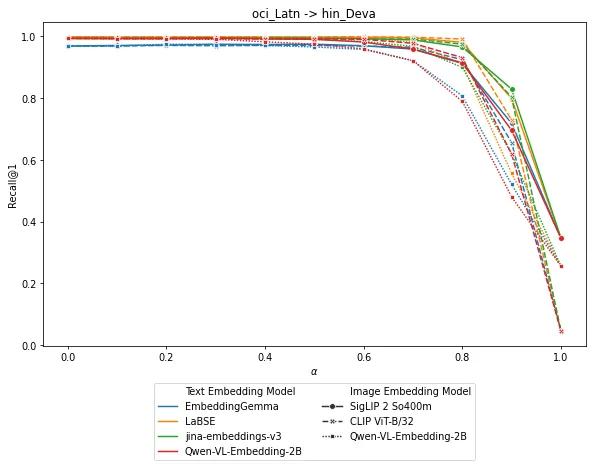 oci_Latn -> hin_Deva
Recall@1
1.0
0.8
0.6
0.4
0.2
0.0
0.0 0.2 0.4 0.6 0.8 1.0
α
Text Embedding Model
EmbeddingGemma
LaBSE
jina-embeddings-v3
Qwen-VL-Embedding-2B
Image Embedding Model
SigLIP 2 So400m
CLIP ViT-B/32
Qwen-VL-Embedding-2B